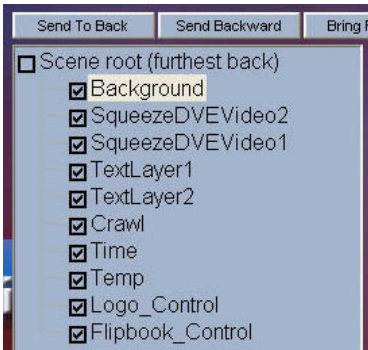 Send To Back Send Backward Bring
Scene root (furthest back)
Background
SqueezeDVEVideo2
SqueezeDVEVideo1
TextLayer1
TextLayer2
Crawl
Time
Temp
Logo_Control
Flipbook_Control